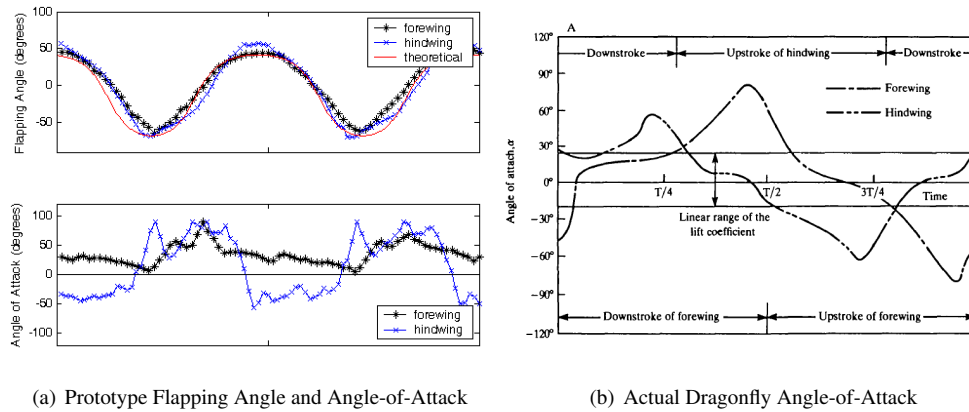 100
50
0
-50
Flapping Angle (degrees)
forewing
hindwing
theoretical
100
50
0
-50
-100
Angle of Attack (degrees)
forewing
hindwing
(a) Prototype Flapping Angle and Angle-of-Attack
A
120°
90°
60°
30°
0°
-30°
-60°
-90°
-120°
Angle of attach,α
Downstroke
Upstroke of hindwing
Downstroke
Forewing
Hindwing
T/4
T/2
3T/4
Time
Linear range of the
lift coefficient
Downstroke of forewing
Upstroke of forewing
(b) Actual Dragonfly Angle-of-Attack